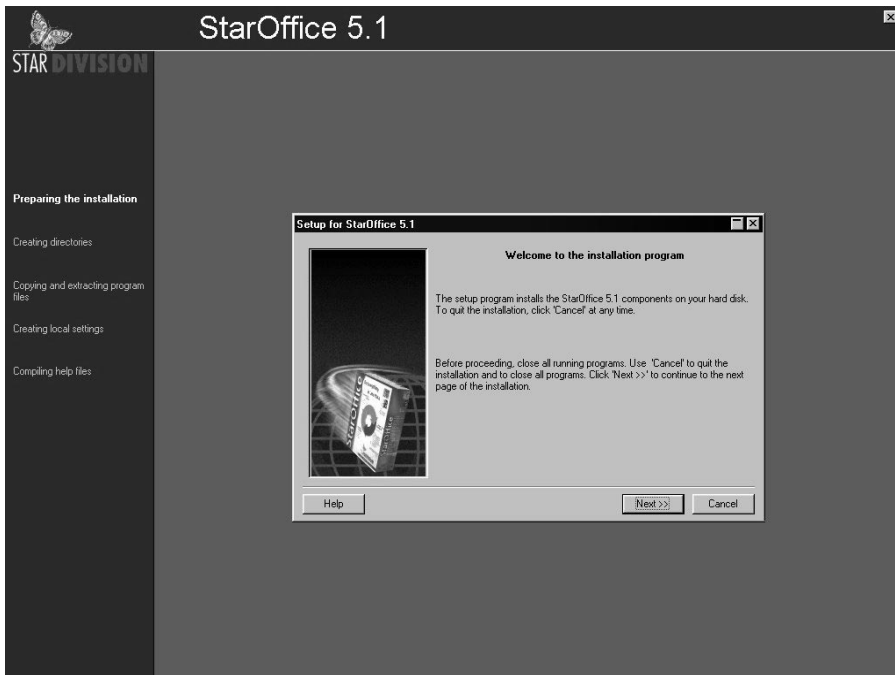 StarOffice 5.1
STAR DIVISION
Preparing the installation
Creating directories
Copying and extracting program
files
Creating local settings
Compiling help files
Setup for StarOffice 5.1
Welcome to the installation program
The setup program installs the StarOffice 5.1 components on your hard disk.
To quit the installation, click 'Cancel' at any time.
Before proceeding, close all running programs. Use 'Cancel' to quit the
installation and to close all programs. Click 'Next >>' to continue to the next
page of the installation.
StarOffice
Help
Next >>
Cancel